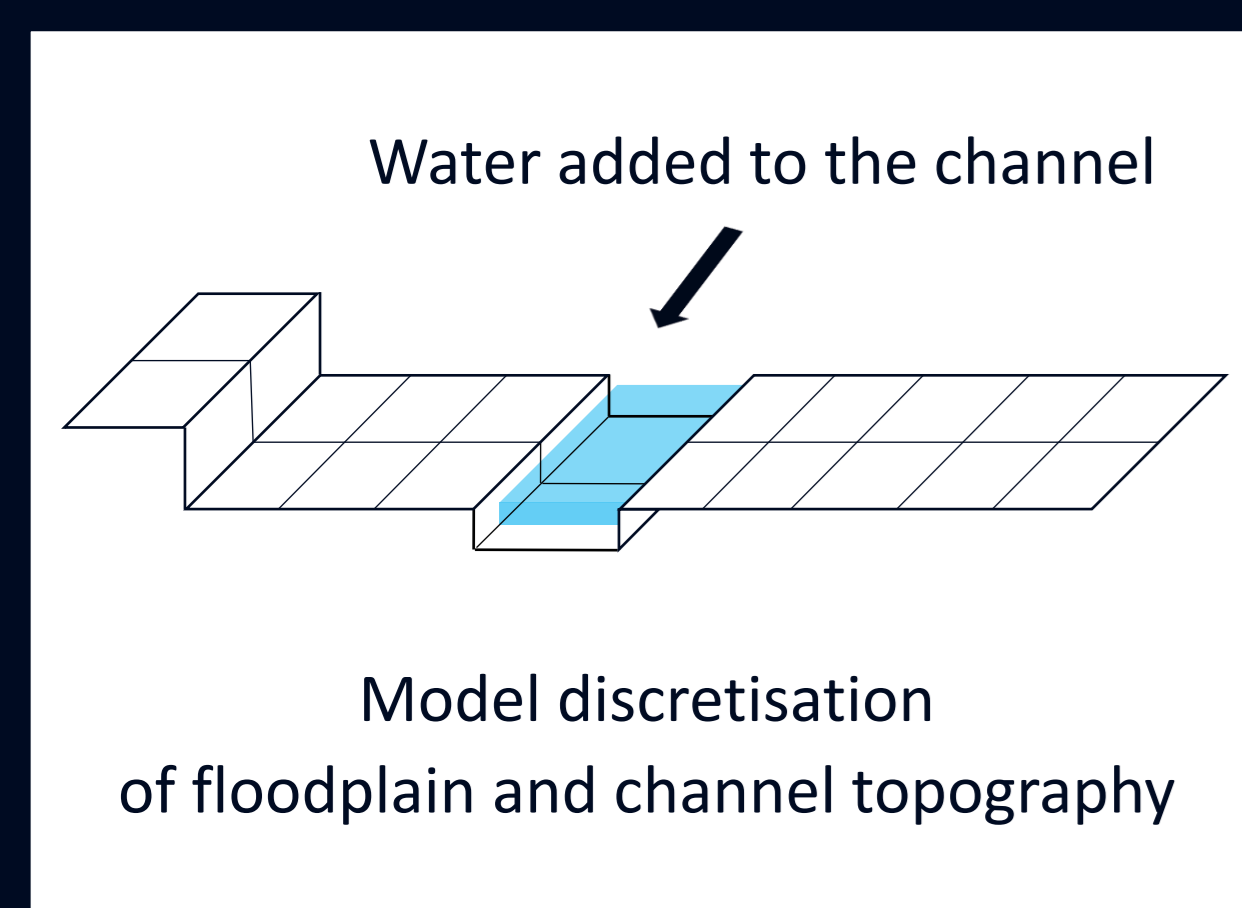 Water added to the channel
Model discretisation
of floodplain and channel topography